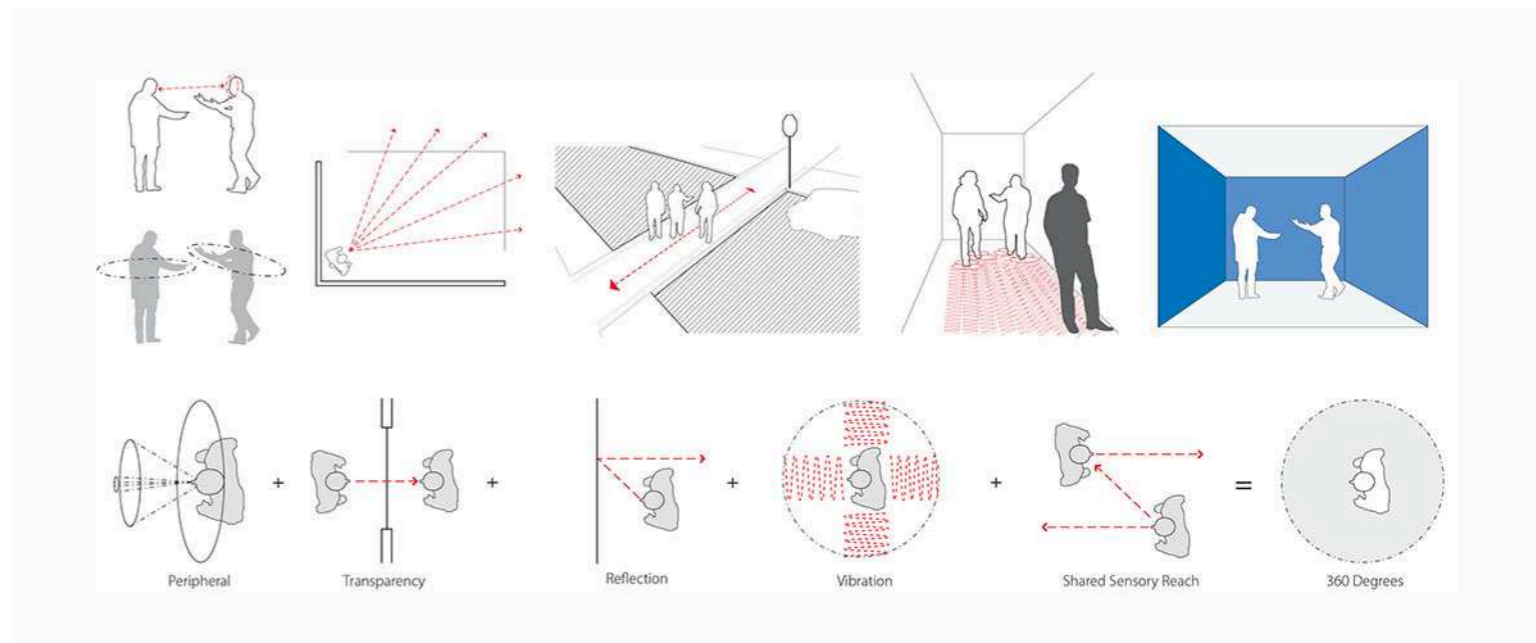 Peripheral
+
Transparency
+
Reflection
+
Vibration
+
Shared Sensory Reach
=
360 Degrees